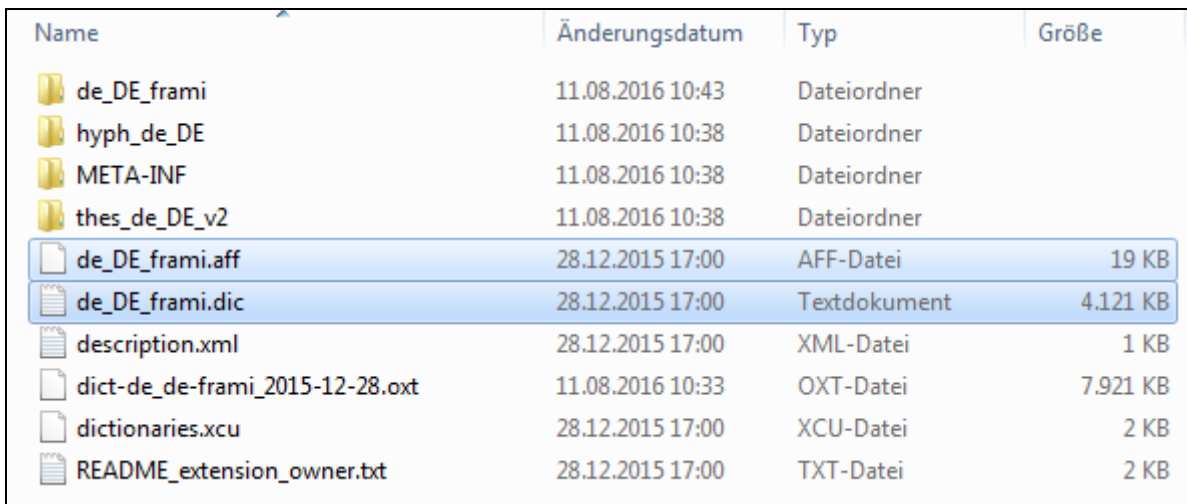 Name Änderungsdatum Typ Größe
de_DE_frami 11.08.2016 10:43 Dateiordner
hyph_de_DE 11.08.2016 10:38 Dateiordner
META-INF 11.08.2016 10:38 Dateiordner
thes_de_DE_v2 11.08.2016 10:38 Dateiordner
de_DE_frami.aff 28.12.2015 17:00 AFF-Datei 19 KB
de_DE_frami.dic 28.12.2015 17:00 Textdokument 4.121 KB
description.xml 28.12.2015 17:00 XML-Datei 1 KB
dict-de_de-frami_2015-12-28.oxt 11.08.2016 10:33 OXT-Datei 7.921 KB
dictionaries.xcu 28.12.2015 17:00 XCU-Datei 2 KB
README_extension_owner.txt 28.12.2015 17:00 TXT-Datei 2 KB